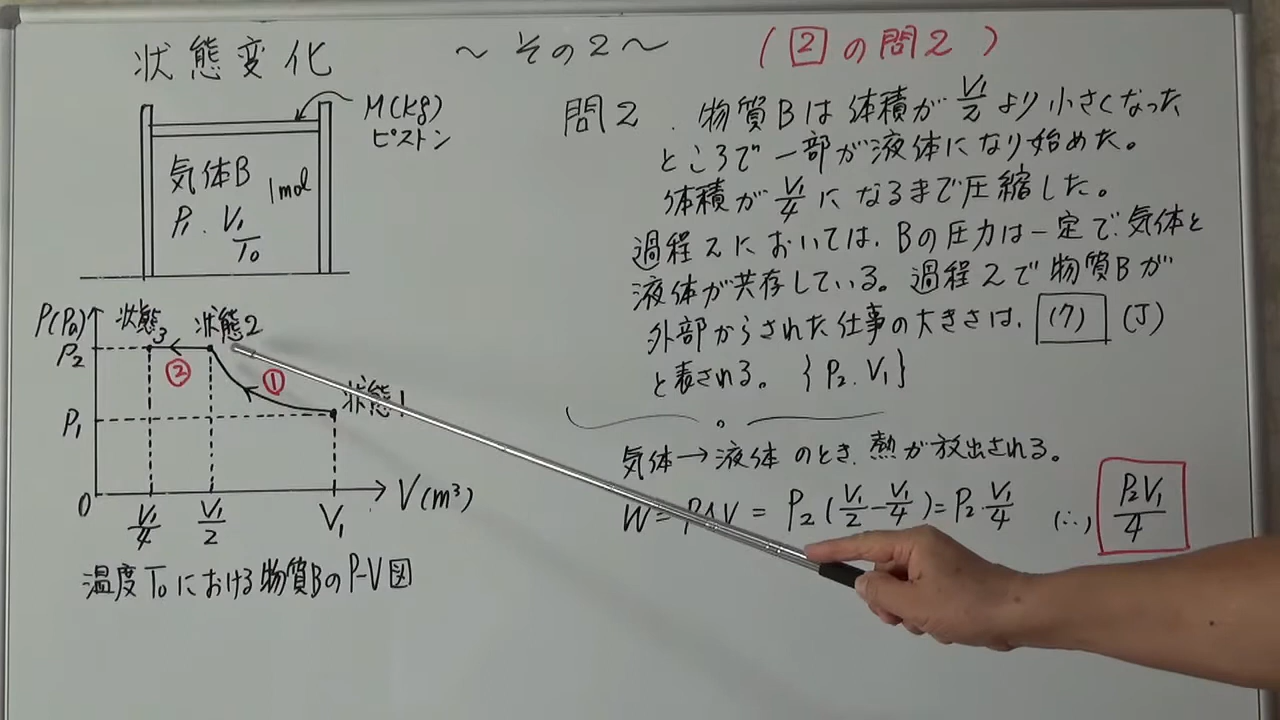 状態変化 ～その2～ (2の問2)
M(kg)
ピストン
気体B
1mol
P₁. V₁
T₀
P(Pa)
状態3
状態2
P₂
②
①
状態1
P₁
0
V₁/4
V₁/2
V₁
V(m³)
温度T₀における物質BのP-V図
問2. 物質Bは体積がV₁/2より小さくなった
ところで一部が液体になり始めた。
体積がV₁/4になるまで圧縮した。
過程2においては、Bの圧力は一定で、気体と
液体が共存している。過程2で物質Bが
外部からされた仕事の大きさは、(ク) (J)
と表される。{P₂. V₁}
気体→液体のとき、熱が放出される。
W = PΔV = P₂(V₁/2 - V₁/4) = P₂・V₁/4 (∴) P₂V₁/4